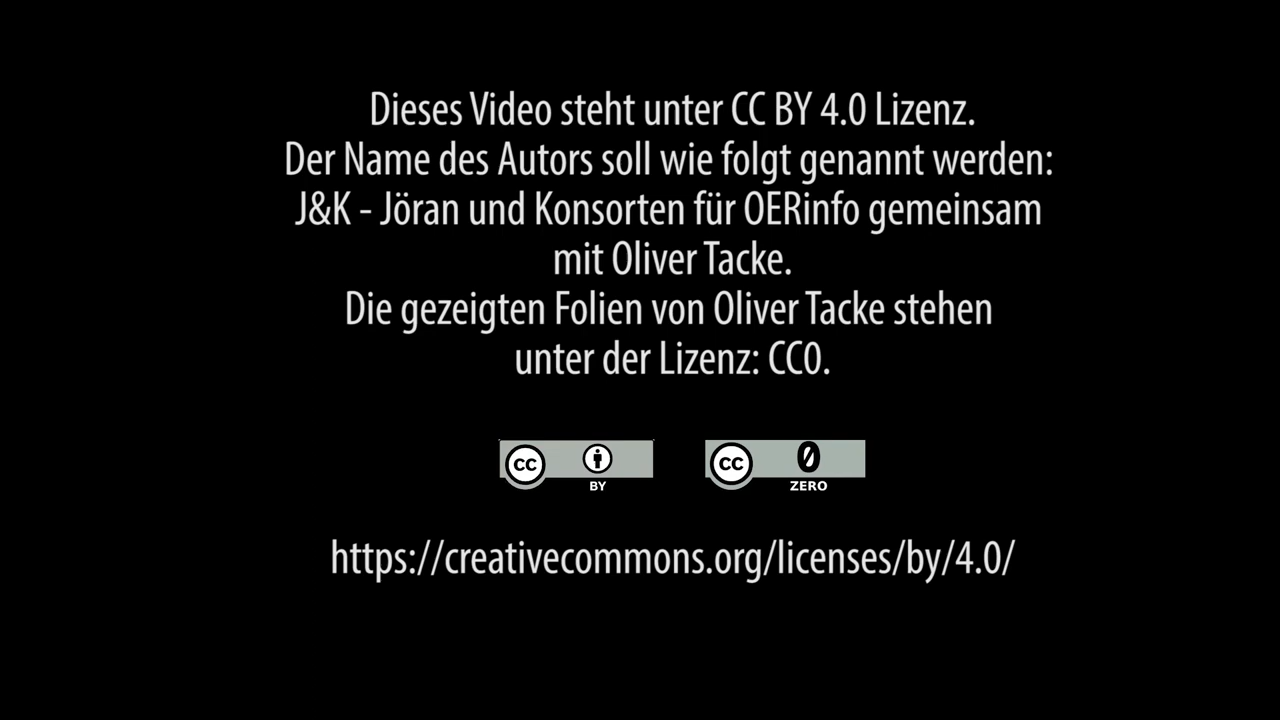 Dieses Video steht unter CC BY 4.0 Lizenz.
Der Name des Autors soll wie folgt genannt werden:
J&K - Jöran und Konsorten für OERinfo gemeinsam
mit Oliver Tacke.
Die gezeigten Folien von Oliver Tacke stehen
unter der Lizenz: CC0.
CC BY CC 0 ZERO
https://creativecommons.org/licenses/by/4.0/